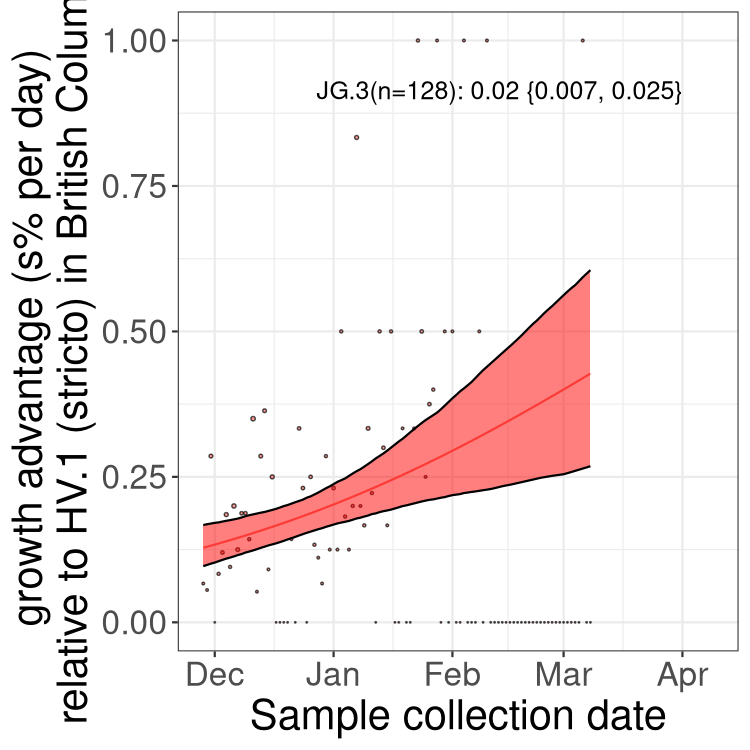 growth advantage (s% per day)
relative to HV.1 (stricto) in British Colum
1.00
0.75
0.50
0.25
0.00
JG.3(n=128): 0.02 {0.007, 0.025}
Dec Jan Feb Mar Apr
Sample collection date